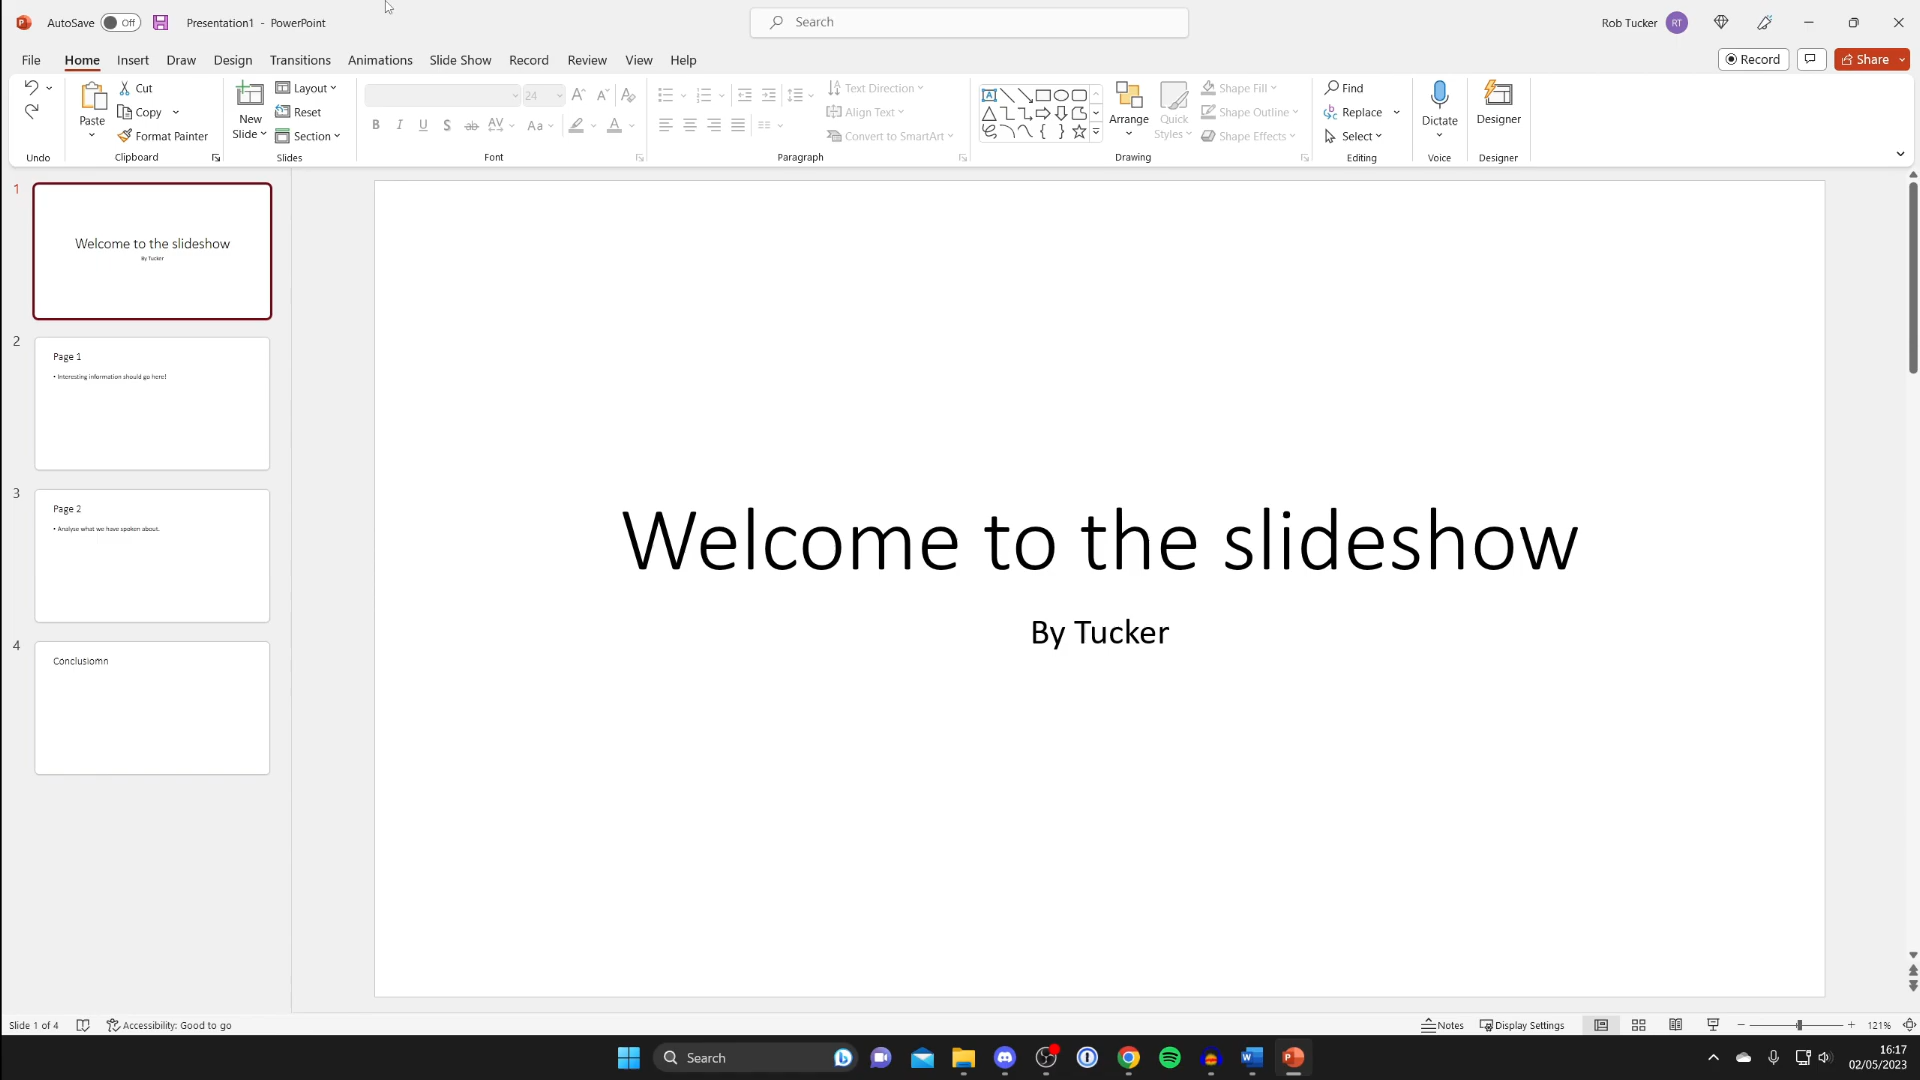 AutoSave Off Presentation1 - PowerPoint Search Rob Tucker RT
File Home Insert Draw Design Transitions Animations Slide Show Record Review View Help Record Share
Undo
Paste
Cut
Copy
Format Painter
Clipboard
New
Slide
Layout
Reset
Section
Slides
24
B I U S ab AV Aa A
Font
Text Direction
Align Text
Convert to SmartArt
Paragraph
Arrange
Quick
Styles
Shape Fill
Shape Outline
Shape Effects
Drawing
Find
Replace
Select
Editing
Dictate
Voice
Designer
Designer
1
Welcome to the slideshow
By Tucker
2
Page 1
• Interesting information should go here!
3
Page 2
• Analyse what we have spoken about.
4
Conclusiomn
Welcome to the slideshow
By Tucker
Slide 1 of 4 Accessibility: Good to go Notes Display Settings 121%
Search
16:17
02/05/2023